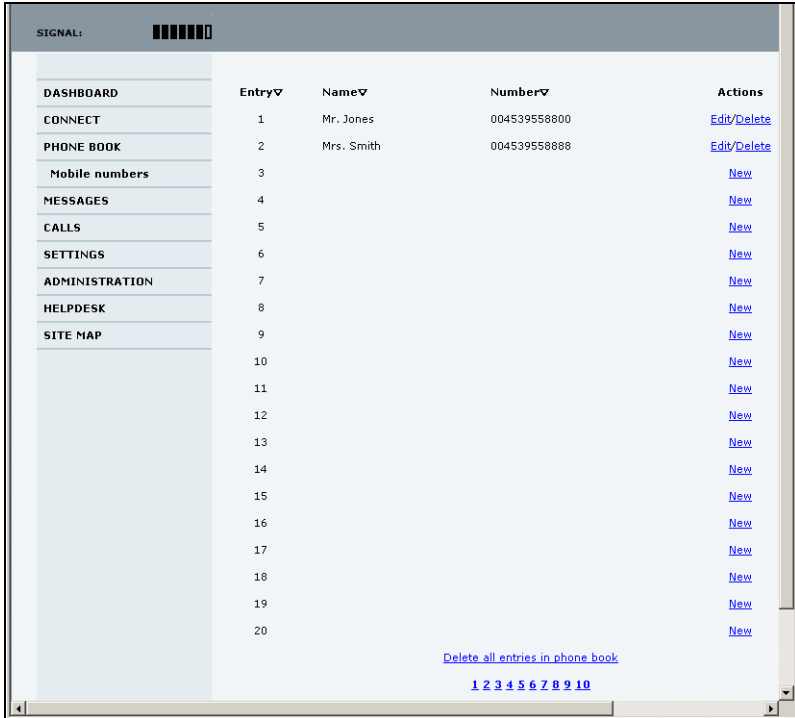 SIGNAL:
DASHBOARD
CONNECT
PHONE BOOK
Mobile numbers
MESSAGES
CALLS
SETTINGS
ADMINISTRATION
HELPDESK
SITE MAP
Entry Name Number Actions
1 Mr. Jones 004539558800 Edit/Delete
2 Mrs. Smith 004539558888 Edit/Delete
3 New
4 New
5 New
6 New
7 New
8 New
9 New
10 New
11 New
12 New
13 New
14 New
15 New
16 New
17 New
18 New
19 New
20 New
Delete all entries in phone book
1 2 3 4 5 6 7 8 9 10